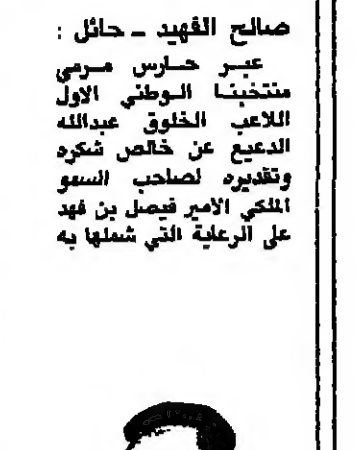 صالح الفهيد - حائل :
عبر حارس مرمى
منتخبنا الوطني الاول
اللاعب الخلوق عبدالله
الدعيع عن خالص شكره
وتقديره لصاحب السمو
الملكي الامير فيصل بن فهد
على الرعاية التي شملها به